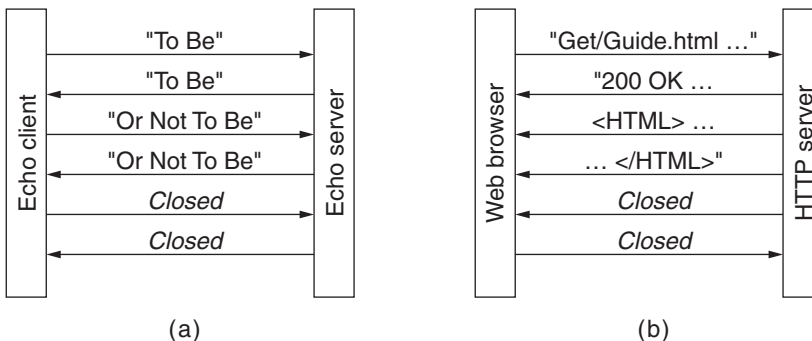 Echo client
"To Be"
"To Be"
"Or Not To Be"
"Or Not To Be"
Closed
Closed
Echo server
(a)
Web browser
"Get/Guide.html …"
"200 OK …
<HTML> …
… </HTML>"
Closed
Closed
HTTP server
(b)